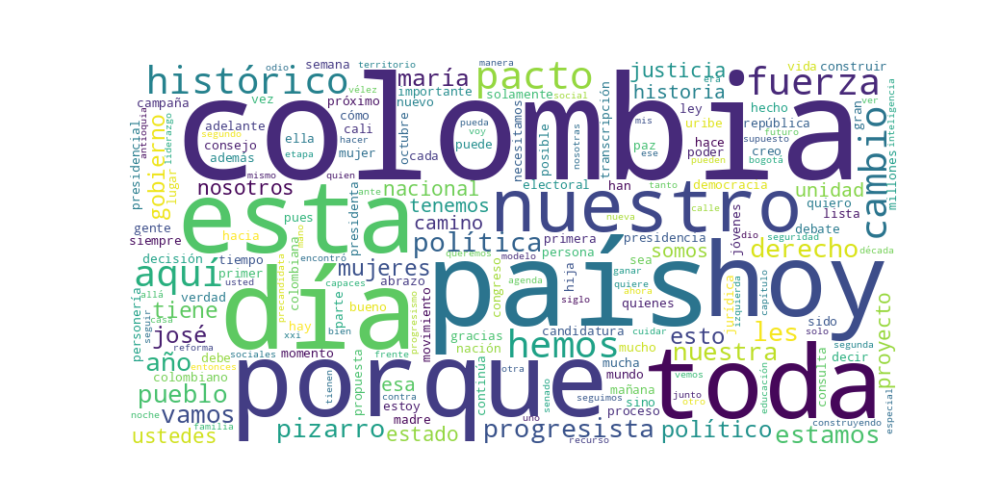 odio semana territorio manera vida construir
histórico maría pacto justicia fuerza
importante solamente social historia era
colombia
campaña vez próximo nuevo ley hecho ver gran
antioquia liderazgo vélez cómo pueda mis uribe república
adelante ella cali puede voy necesitamos posible nosotras transcripción hace futuro
segundo consejo etapa hacer octubre ese paz poder supuesto
además mujer cada creo pueden bogotá
presidencial gobierno lugar mismo quien electoral han tanto democracia unidad cambio millones inteligencia
nosotros ante nacional tenemos nueva calle quiero lista
esta nuestro
gente pues presidenta camino dio debate
siempre hacia política primera presidencia jóvenes seguridad década
decisión tiempo encontró queremos persona somos derecho
aquí primer colombiana mano mujeres modelo sea
día país hoy
allá usted precandidata capaces abrazo agenda congreso ganar hija quiere ahora jurídica izquierda capítulo
personería verdad parte bueno siglo quienes
seguir casa tiene xxi progresismo movimiento
josé hay bien gracias candidatura cuidar esto les sido solo proyecto
reforma debe momento frente hemos mucho nuestra segunda
año entonces sociales nación otra mucha decir
colombiano propuesta esa continúa mundo vemos educación consulta
porque toda
pueblo tienen contra estoy senado seguimos mañana junto otro
vamos madre uno sino especial
noche familia pizarro estado progresista proceso político construyendo
ustedes recurso estamos